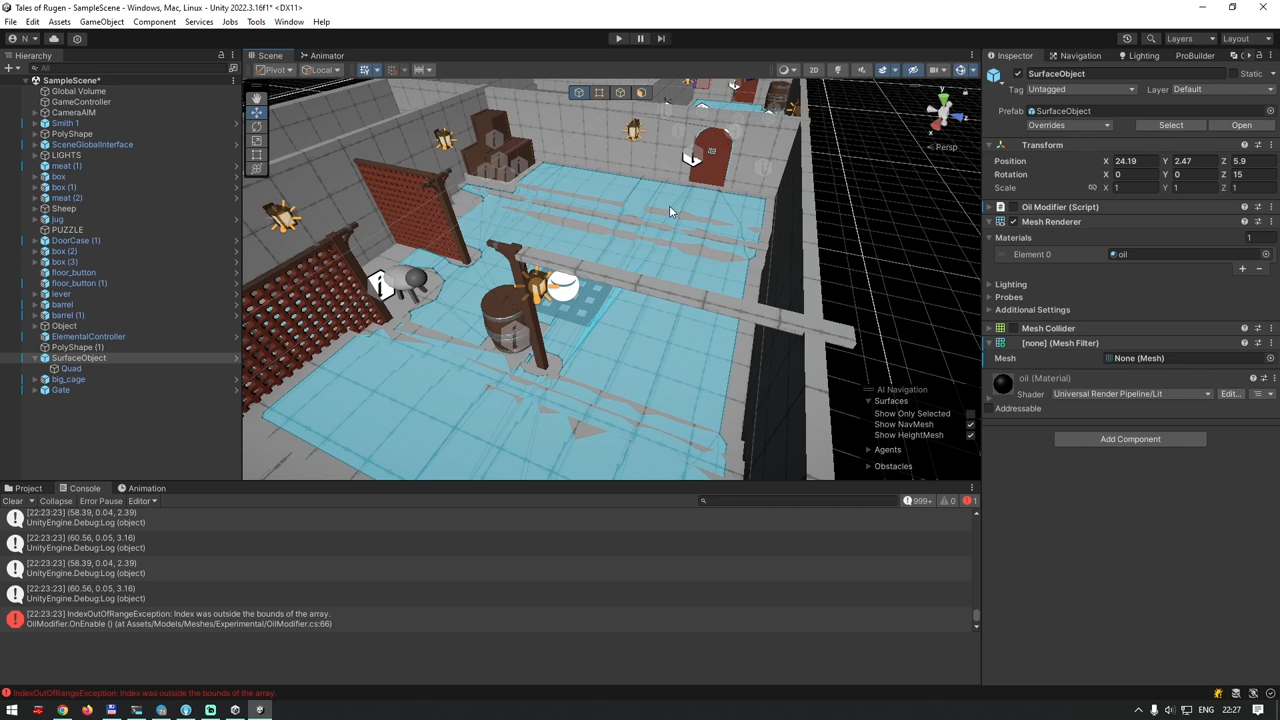 Tales of Rugen - SampleScene - Windows, Mac, Linux - Unity 2022.3.16f1* <DX11>
File Edit Assets GameObject Component Services Jobs Tools Window Help
N
Layers Layout
Hierarchy
All
SampleScene*
Global Volume
GameController
CameraAIM
Smith 1
PolyShape
SceneGlobalInterface
LIGHTS
meat (1)
box
box (1)
meat (2)
Sheep
jug
PUZZLE
DoorCase (1)
box (2)
box (3)
floor_button
floor_button (1)
lever
barrel
barrel (1)
Object
ElementalController
PolyShape (1)
SurfaceObject
Quad
big_cage
Gate
Scene Animator
Pivot Local
2D
y
x
z
Persp
AI Navigation
Surfaces
Show Only Selected
Show NavMesh
Show HeightMesh
Agents
Obstacles
Inspector Navigation Lighting ProBuilder
SurfaceObject Static
Tag Untagged Layer Default
Prefab SurfaceObject
Overrides Select Open
Transform
Position X 24.19 Y 2.47 Z 5.9
Rotation X 0 Y 0 Z 15
Scale X 1 Y 1 Z 1
Oil Modifier (Script)
Mesh Renderer
Materials 1
Element 0 oil
Lighting
Probes
Additional Settings
Mesh Collider
[none] (Mesh Filter)
Mesh None (Mesh)
oil (Material)
Shader Universal Render Pipeline/Lit Edit...
Addressable
Add Component
Project Console Animation
Clear Collapse Error Pause Editor
999+ 0 1
[22:23:23] (58.39, 0.04, 2.39)
UnityEngine.Debug:Log (object)
[22:23:23] (60.56, 0.05, 3.16)
UnityEngine.Debug:Log (object)
[22:23:23] (58.39, 0.04, 2.39)
UnityEngine.Debug:Log (object)
[22:23:23] (60.56, 0.05, 3.16)
UnityEngine.Debug:Log (object)
[22:23:23] IndexOutOfRangeException: Index was outside the bounds of the array.
OilModifier.OnEnable () (at Assets/Models/Meshes/Experimental/OilModifier.cs:66)
IndexOutOfRangeException: Index was outside the bounds of the array.
ENG 22:27